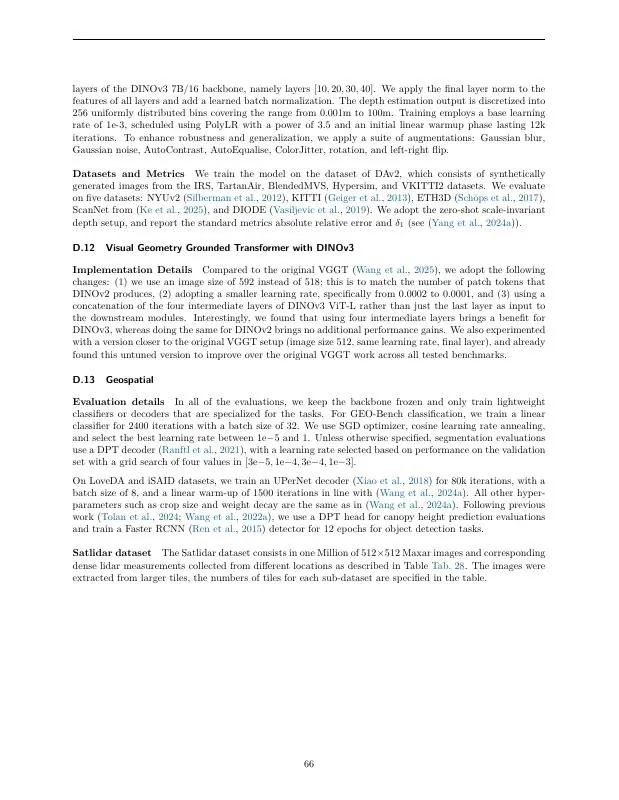 layers of the DINOv3 7B/16 backbone, namely layers [10, 20, 30, 40]. We apply the final layer norm to the
features of all layers and add a learned batch normalization. The depth estimation output is discretized into
256 uniformly distributed bins covering the range from 0.001m to 100m. Training employs a base learning
rate of 1e-3, scheduled using PolyLR with a power of 3.5 and an initial linear warmup phase lasting 12k
iterations. To enhance robustness and generalization, we apply a suite of augmentations: Gaussian blur,
Gaussian noise, AutoContrast, AutoEqualise, ColorJitter, rotation, and left-right flip.
Datasets and Metrics We train the model on the dataset of DAv2, which consists of synthetically
generated images from the IRS, TartanAir, BlendedMVS, Hypersim, and VKITTI2 datasets. We evaluate
on five datasets: NYUv2 (Silberman et al., 2012), KITTI (Geiger et al., 2013), ETH3D (Schöps et al., 2017),
ScanNet from (Ke et al., 2025), and DIODE (Vasiljevic et al., 2019). We adopt the zero-shot scale-invariant
depth setup, and report the standard metrics absolute relative error and δ1 (see (Yang et al., 2024a)).
D.12 Visual Geometry Grounded Transformer with DINOv3
Implementation Details Compared to the original VGGT (Wang et al., 2025), we adopt the following
changes: (1) we use an image size of 592 instead of 518; this is to match the number of patch tokens that
DINOv2 produces, (2) adopting a smaller learning rate, specifically from 0.0002 to 0.0001, and (3) using a
concatenation of the four intermediate layers of DINOv3 ViT-L rather than just the last layer as input to
the downstream modules. Interestingly, we found that using four intermediate layers brings a benefit for
DINOv3, whereas doing the same for DINOv2 brings no additional performance gains. We also experimented
with a version closer to the original VGGT setup (image size 512, same learning rate, final layer), and already
found this untuned version to improve over the original VGGT work across all tested benchmarks.
D.13 Geospatial
Evaluation details In all of the evaluations, we keep the backbone frozen and only train lightweight
classifiers or decoders that are specialized for the tasks. For GEO-Bench classification, we train a linear
classifier for 2400 iterations with a batch size of 32. We use SGD optimizer, cosine learning rate annealing,
and select the best learning rate between 1e−5 and 1. Unless otherwise specified, segmentation evaluations
use a DPT decoder (Ranftl et al., 2021), with a learning rate selected based on performance on the validation
set with a grid search of four values in [3e−5, 1e−4, 3e−4, 1e−3].
On LoveDA and iSAID datasets, we train an UPerNet decoder (Xiao et al., 2018) for 80k iterations, with a
batch size of 8, and a linear warm-up of 1500 iterations in line with (Wang et al., 2024a). All other hyper-
parameters such as crop size and weight decay are the same as in (Wang et al., 2024a). Following previous
work (Tolan et al., 2024; Wang et al., 2022a), we use a DPT head for canopy height prediction evaluations
and train a Faster RCNN (Ren et al., 2015) detector for 12 epochs for object detection tasks.
Satlidar dataset The Satlidar dataset consists in one Million of 512×512 Maxar images and corresponding
dense lidar measurements collected from different locations as described in Table Tab. 28. The images were
extracted from larger tiles, the numbers of tiles for each sub-dataset are specified in the table.
66